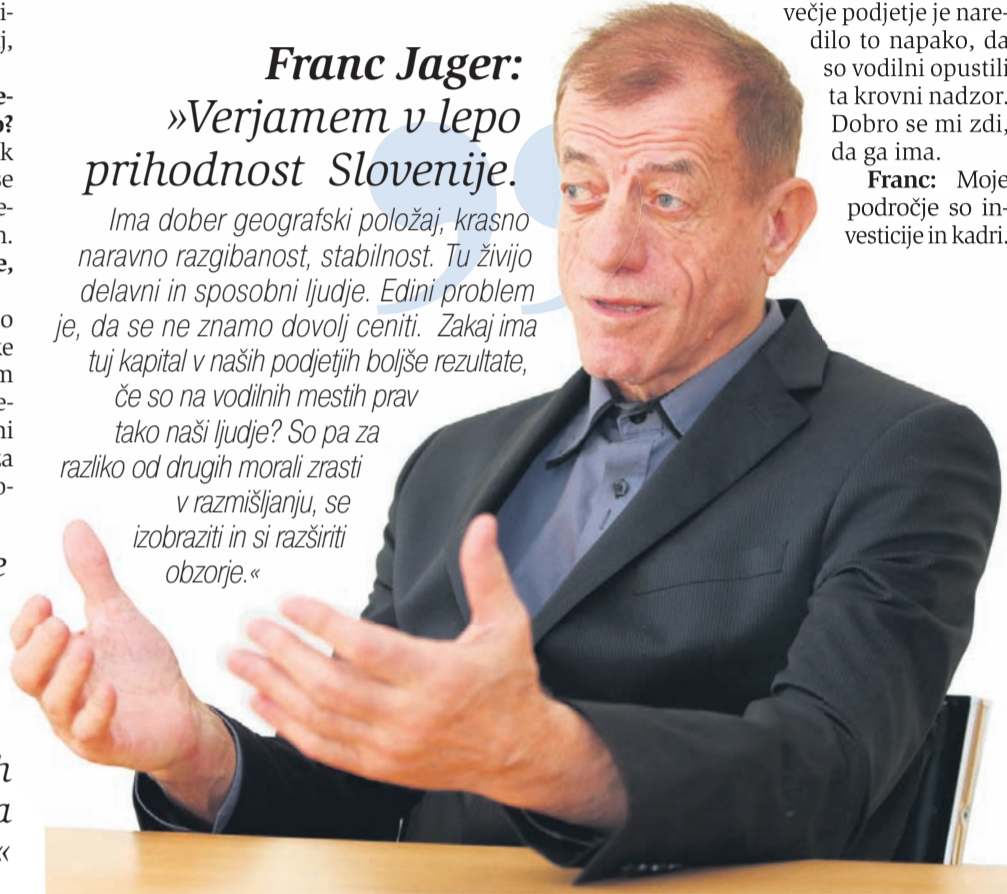 Franc Jager:
»Verjamem v lepo
prihodnost Slovenije.
Ima dober geografski položaj, krasno
naravno razgibanost, stabilnost. Tu živijo
delavni in sposobni ljudje. Edini problem
je, da se ne znamo dovolj ceniti. Zakaj ima
tuj kapital v naših podjetjih boljše rezultate,
če so na vodilnih mestih prav
tako naši ljudje? So pa za
razliko od drugih morali zrasti
v razmišljanju, se
izobraziti in si razširiti
obzorje.«
večje podjetje je nare-
dilo to napako, da
so vodilni opustili
ta krovni nadzor.
Dobro se mi zdi,
da ga ima.
Franc: Moje
področje so in-
vesticije in kadri.